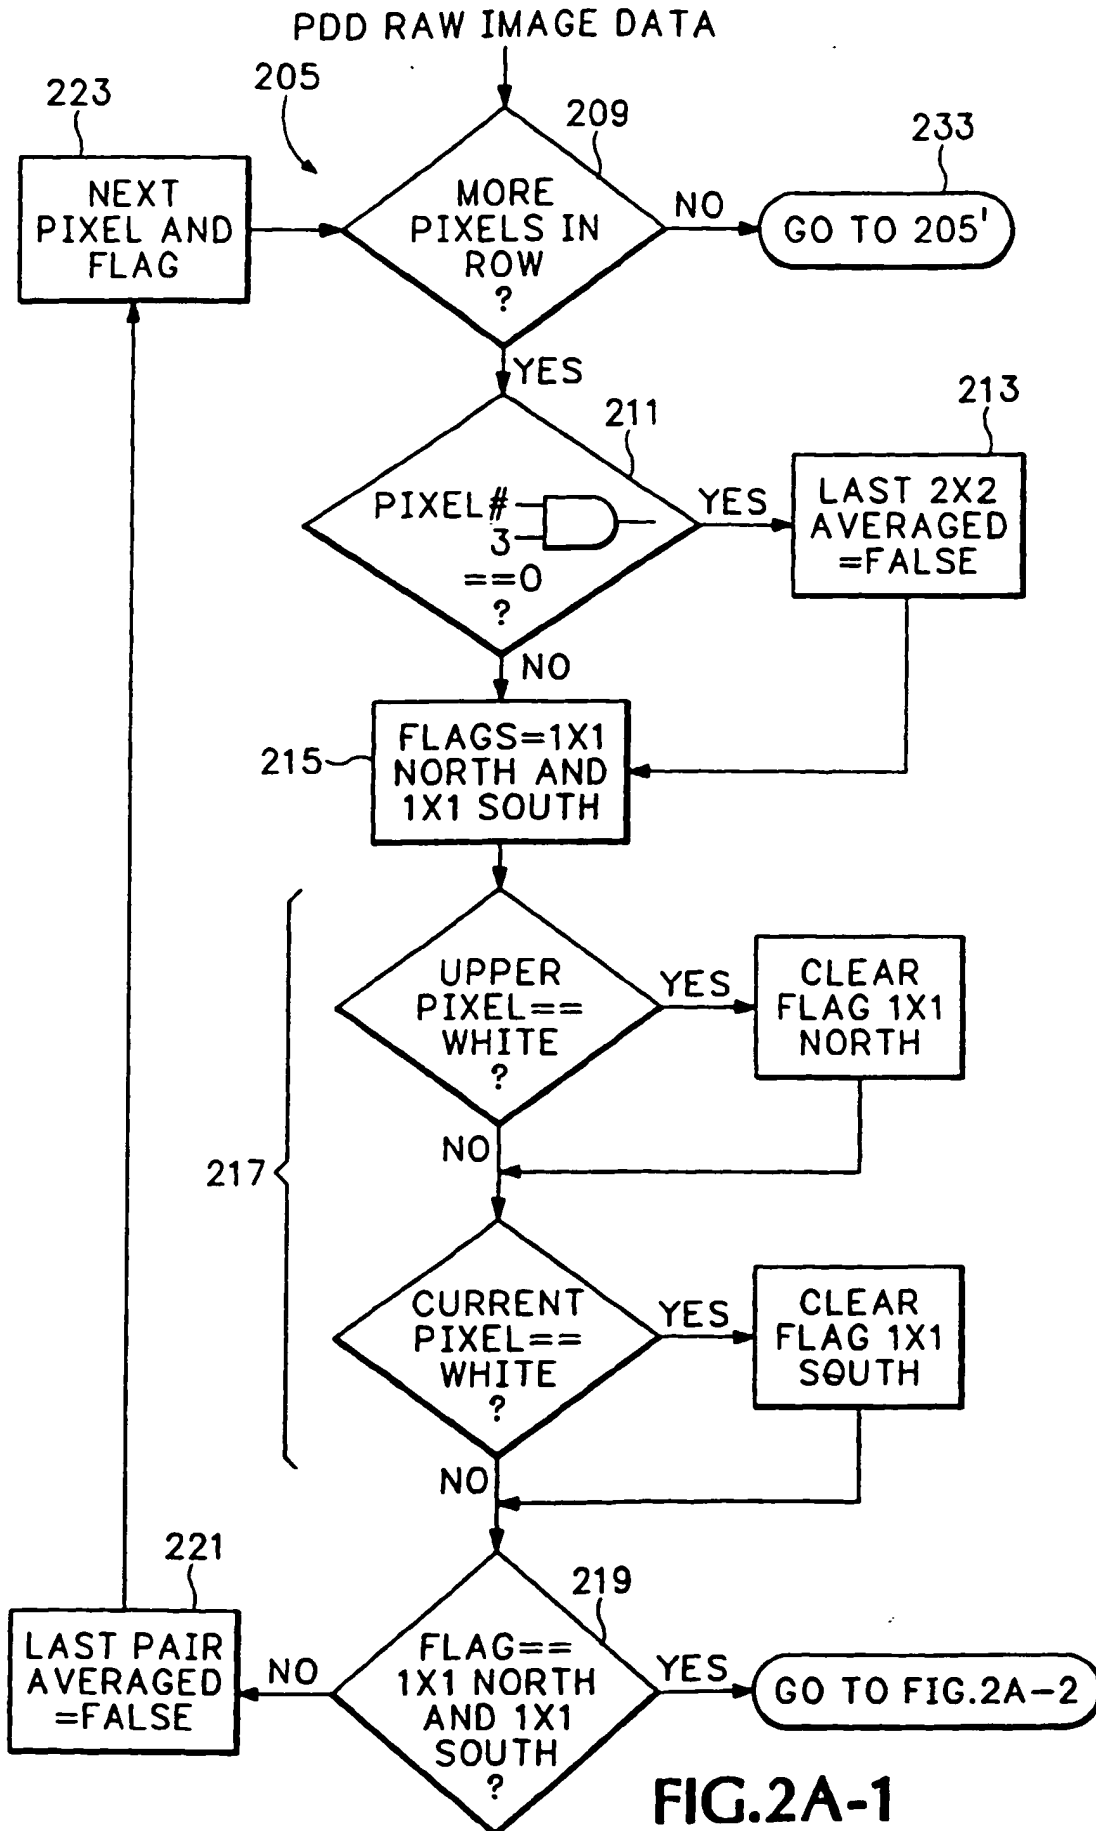 PDD RAW IMAGE DATA
205
223
209
233
NEXT
PIXEL AND
FLAG
MORE
PIXELS IN
ROW
?
NO
GO TO 205'
YES
211
213
PIXEL#
3
==0
?
YES
LAST 2X2
AVERAGED
=FALSE
NO
215
FLAGS=1X1
NORTH AND
1X1 SOUTH
217
UPPER
PIXEL==
WHITE
?
YES
CLEAR
FLAG 1X1
NORTH
NO
CURRENT
PIXEL==
WHITE
?
YES
CLEAR
FLAG 1X1
SOUTH
NO
221
219
LAST PAIR
AVERAGED
=FALSE
NO
FLAG==
1X1 NORTH
AND 1X1
SOUTH
?
YES
GO TO FIG.2A-2
FIG.2A-1